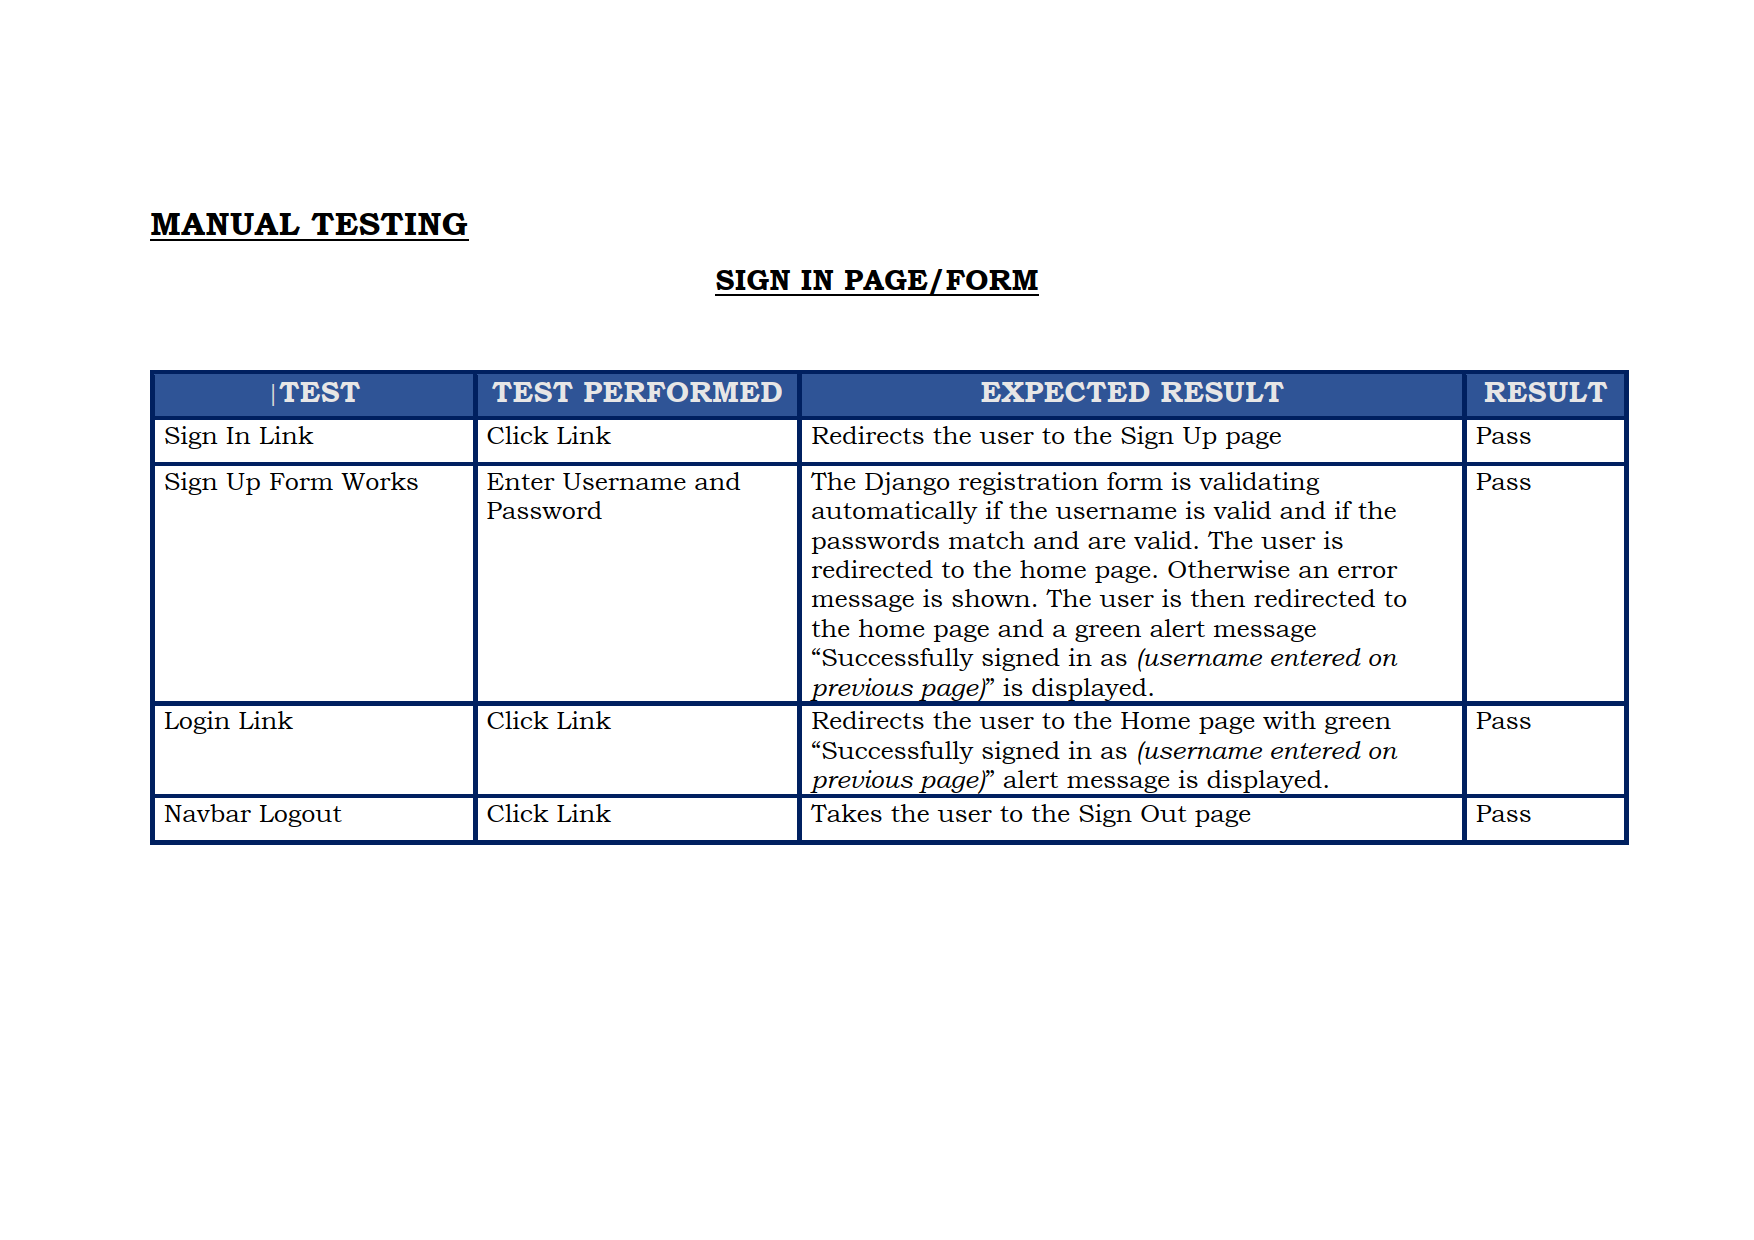 MANUAL TESTING
SIGN IN PAGE/FORM
|TEST TEST PERFORMED EXPECTED RESULT RESULT
Sign In Link Click Link Redirects the user to the Sign Up page Pass
Sign Up Form Works Enter Username and The Django registration form is validating Pass
Password automatically if the username is valid and if the
passwords match and are valid. The user is
redirected to the home page. Otherwise an error
message is shown. The user is then redirected to
the home page and a green alert message
“Successfully signed in as (username entered on
previous page)” is displayed.
Login Link Click Link Redirects the user to the Home page with green Pass
“Successfully signed in as (username entered on
previous page)” alert message is displayed.
Navbar Logout Click Link Takes the user to the Sign Out page Pass